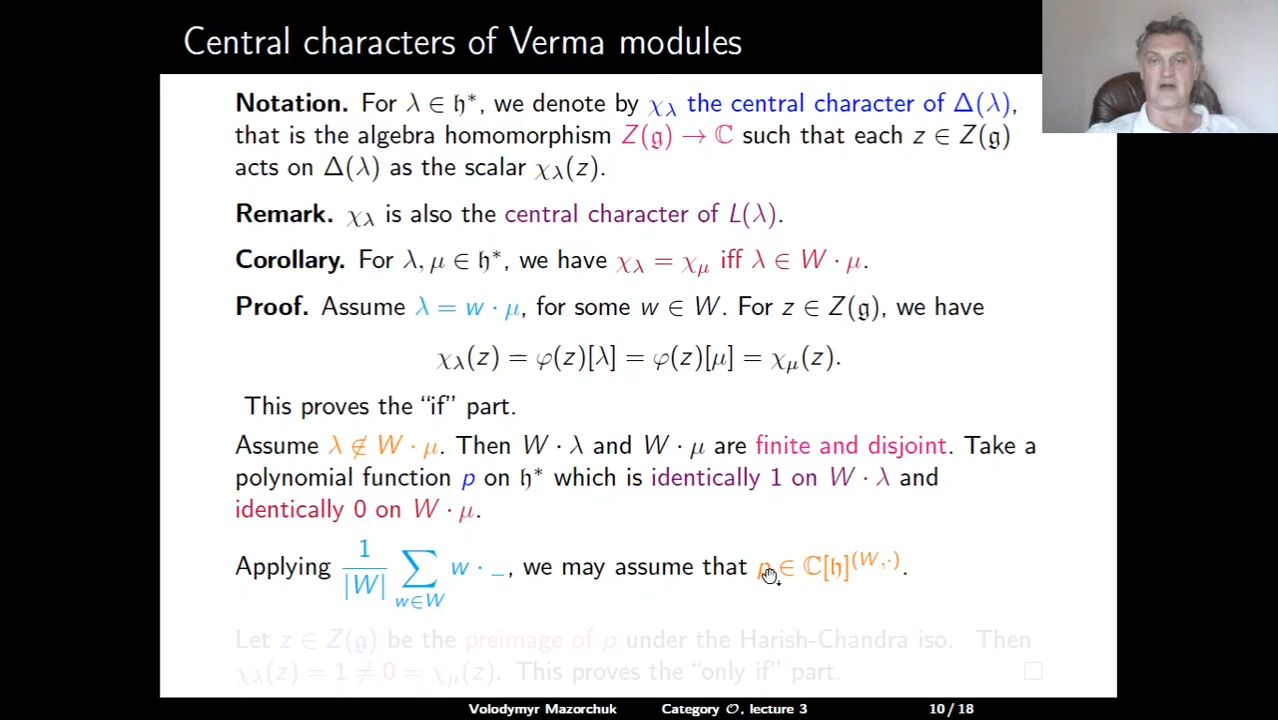 Central characters of Verma modules
Notation. For λ ∈ 𝔥*, we denote by χ_λ the central character of Δ(λ),
that is the algebra homomorphism Z(𝔤) → ℂ such that each z ∈ Z(𝔤)
acts on Δ(λ) as the scalar χ_λ(z).
Remark. χ_λ is also the central character of L(λ).
Corollary. For λ, μ ∈ 𝔥*, we have χ_λ = χ_μ iff λ ∈ W · μ.
Proof. Assume λ = w · μ, for some w ∈ W. For z ∈ Z(𝔤), we have
χ_λ(z) = φ(z)[λ] = φ(z)[μ] = χ_μ(z).
This proves the “if” part.
Assume λ ∉ W · μ. Then W · λ and W · μ are finite and disjoint. Take a
polynomial function p on 𝔥* which is identically 1 on W · λ and
identically 0 on W · μ.
Applying 1/|W| ∑_{w∈W} w · _, we may assume that p ∈ ℂ[𝔥]^{(W,·)}.
Let z ∈ Z(𝔤) be the preimage of p under the Harish-Chandra iso. Then
χ_λ(z) = 1 ≠ 0 = χ_μ(z). This proves the “only if” part. □
Volodymyr Mazorchuk Category 𝒪, lecture 3 10 / 18